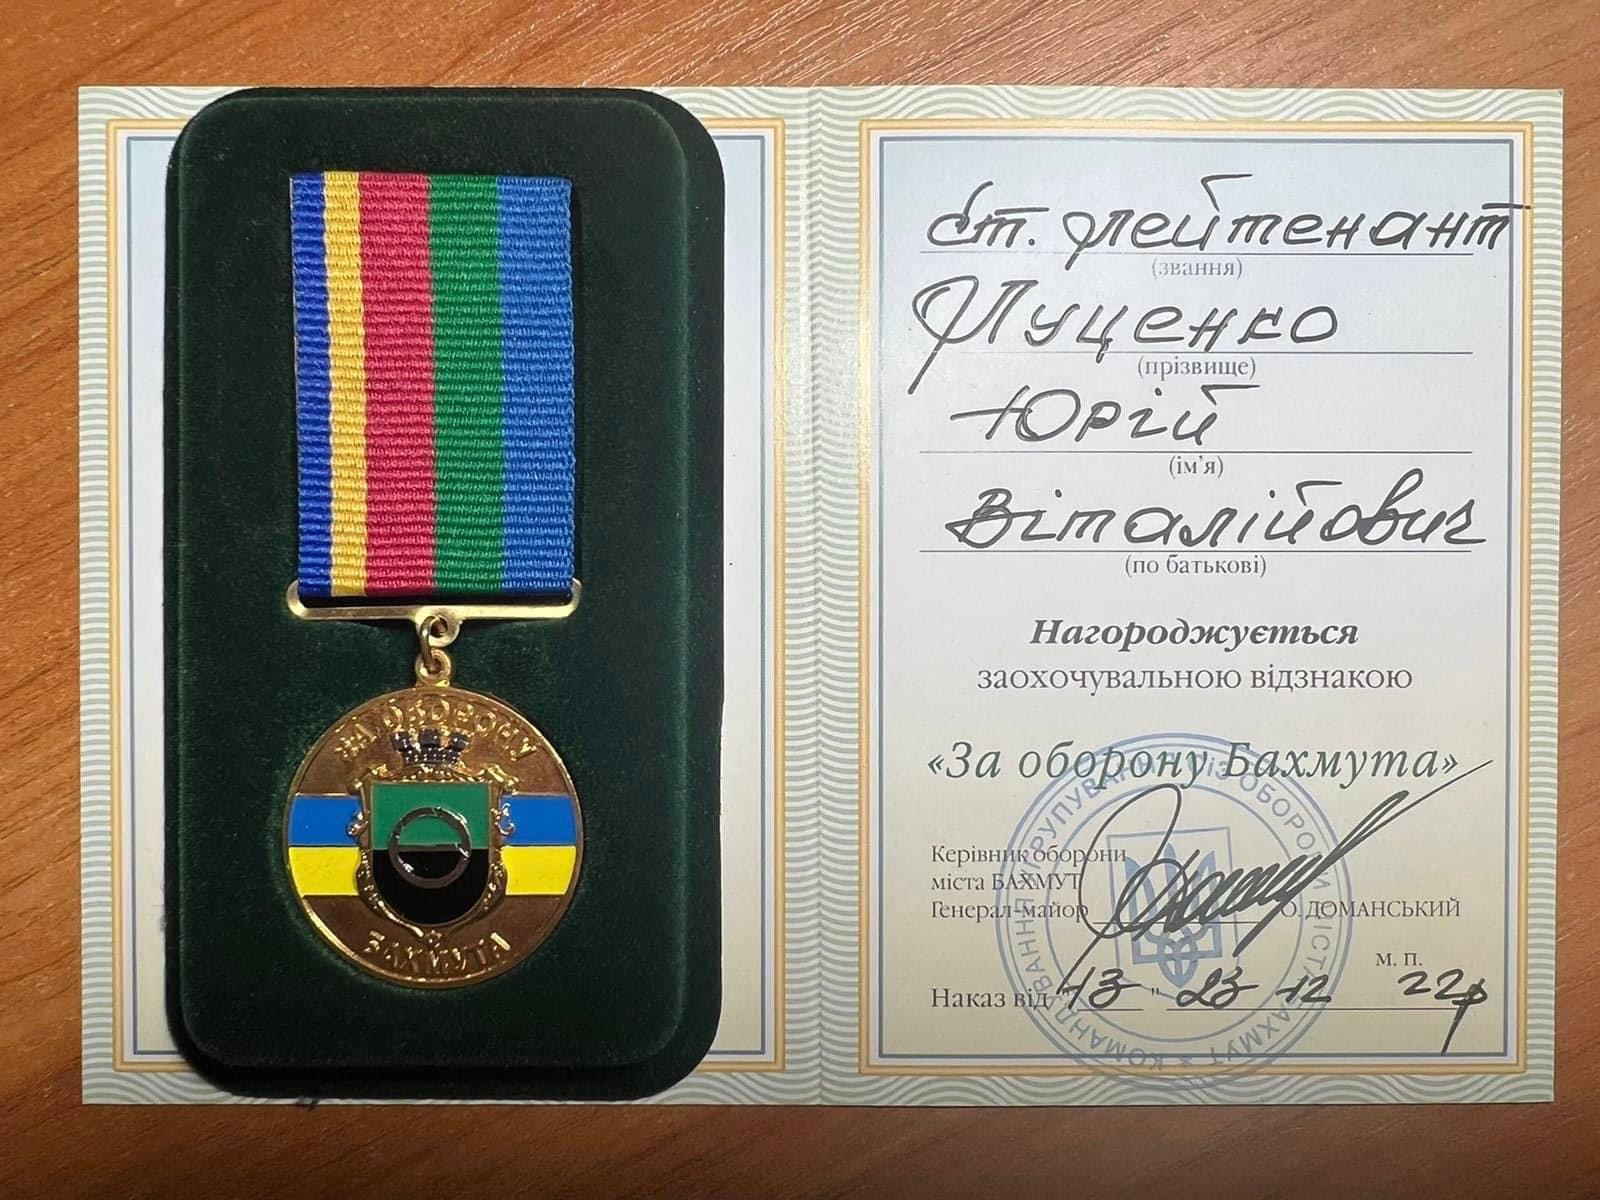 ЗА ОБОРОНУ
БАХМУТА
Ст. лейтенант
(звання)
Луценко
(прізвище)
Юрій
(ім'я)
Віталійович
(по батькові)
Нагороджується
заохочувальною відзнакою
«За оборону Бахмута»
Керівник оборони
міста БАХМУТ
Генерал-майор О. ДОМАНСЬКИЙ
М. П.
Наказ від "13" 23 12 22р